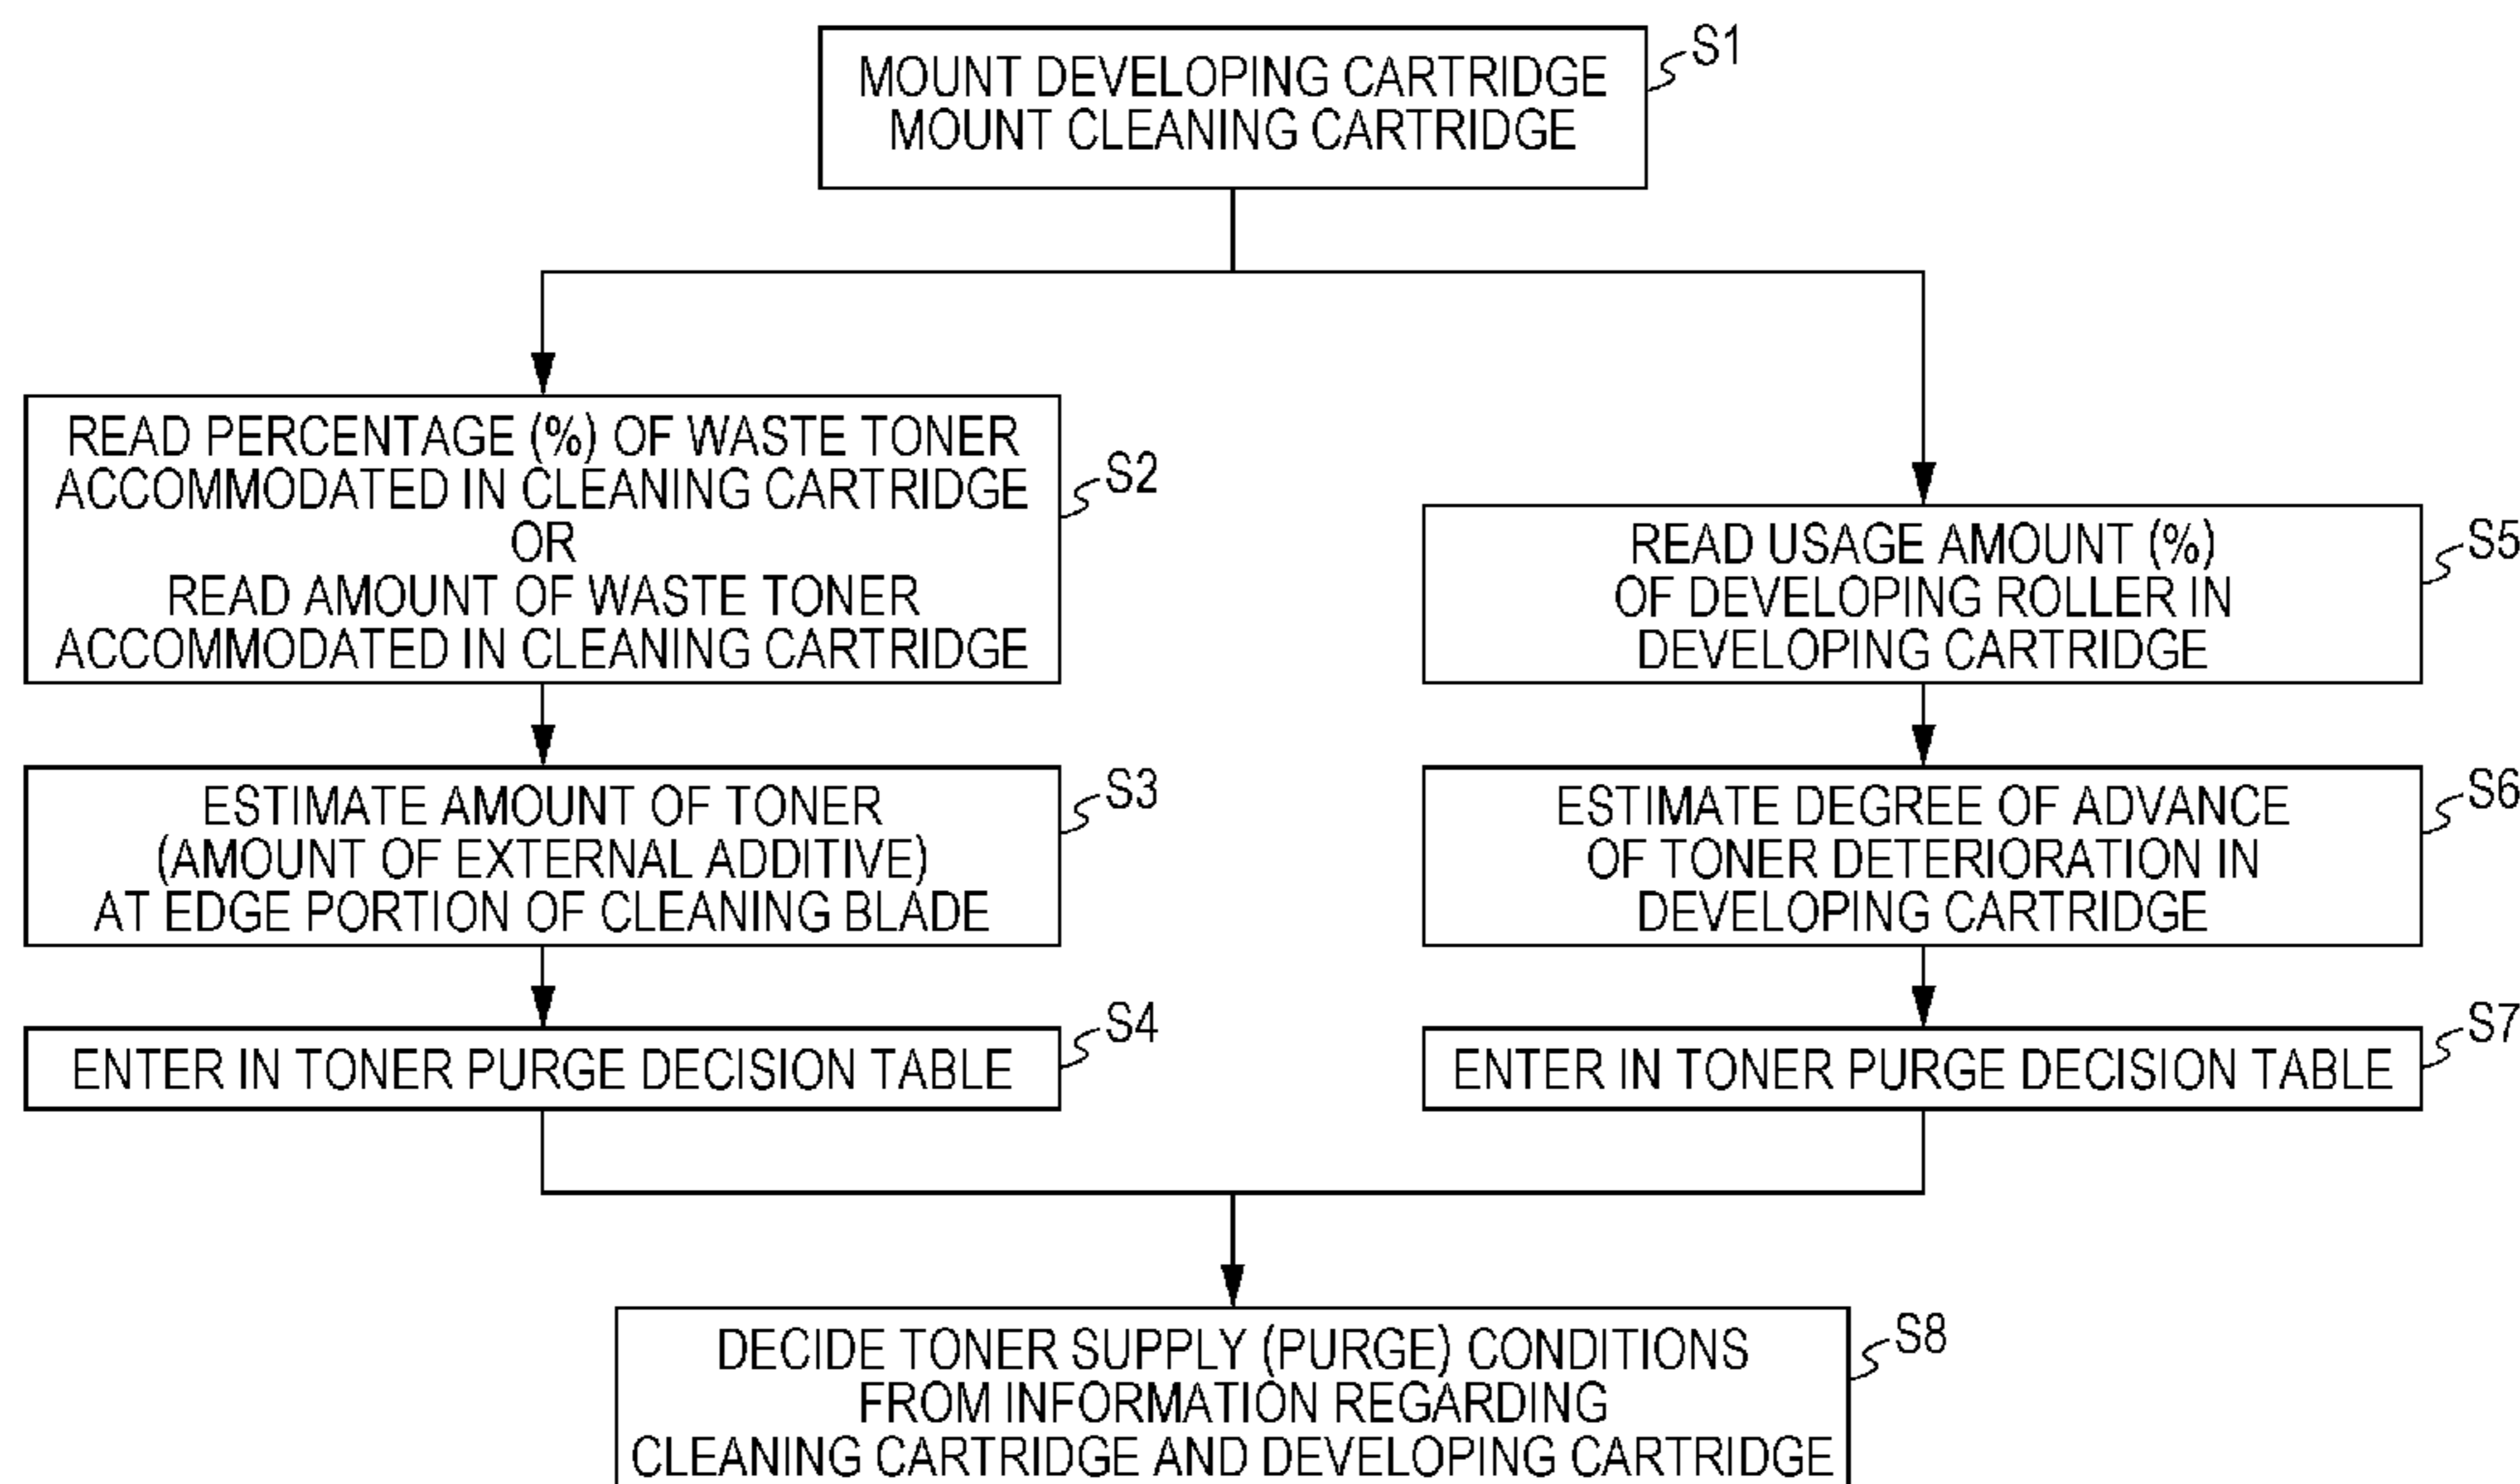 MOUNT DEVELOPING CARTRIDGE
MOUNT CLEANING CARTRIDGE
S1
READ PERCENTAGE (%) OF WASTE TONER
ACCOMMODATED IN CLEANING CARTRIDGE
OR
READ AMOUNT OF WASTE TONER
ACCOMMODATED IN CLEANING CARTRIDGE
S2
ESTIMATE AMOUNT OF TONER
(AMOUNT OF EXTERNAL ADDITIVE)
AT EDGE PORTION OF CLEANING BLADE
S3
ENTER IN TONER PURGE DECISION TABLE
S4
READ USAGE AMOUNT (%)
OF DEVELOPING ROLLER IN
DEVELOPING CARTRIDGE
S5
ESTIMATE DEGREE OF ADVANCE
OF TONER DETERIORATION IN
DEVELOPING CARTRIDGE
S6
ENTER IN TONER PURGE DECISION TABLE
S7
DECIDE TONER SUPPLY (PURGE) CONDITIONS
FROM INFORMATION REGARDING
CLEANING CARTRIDGE AND DEVELOPING CARTRIDGE
S8